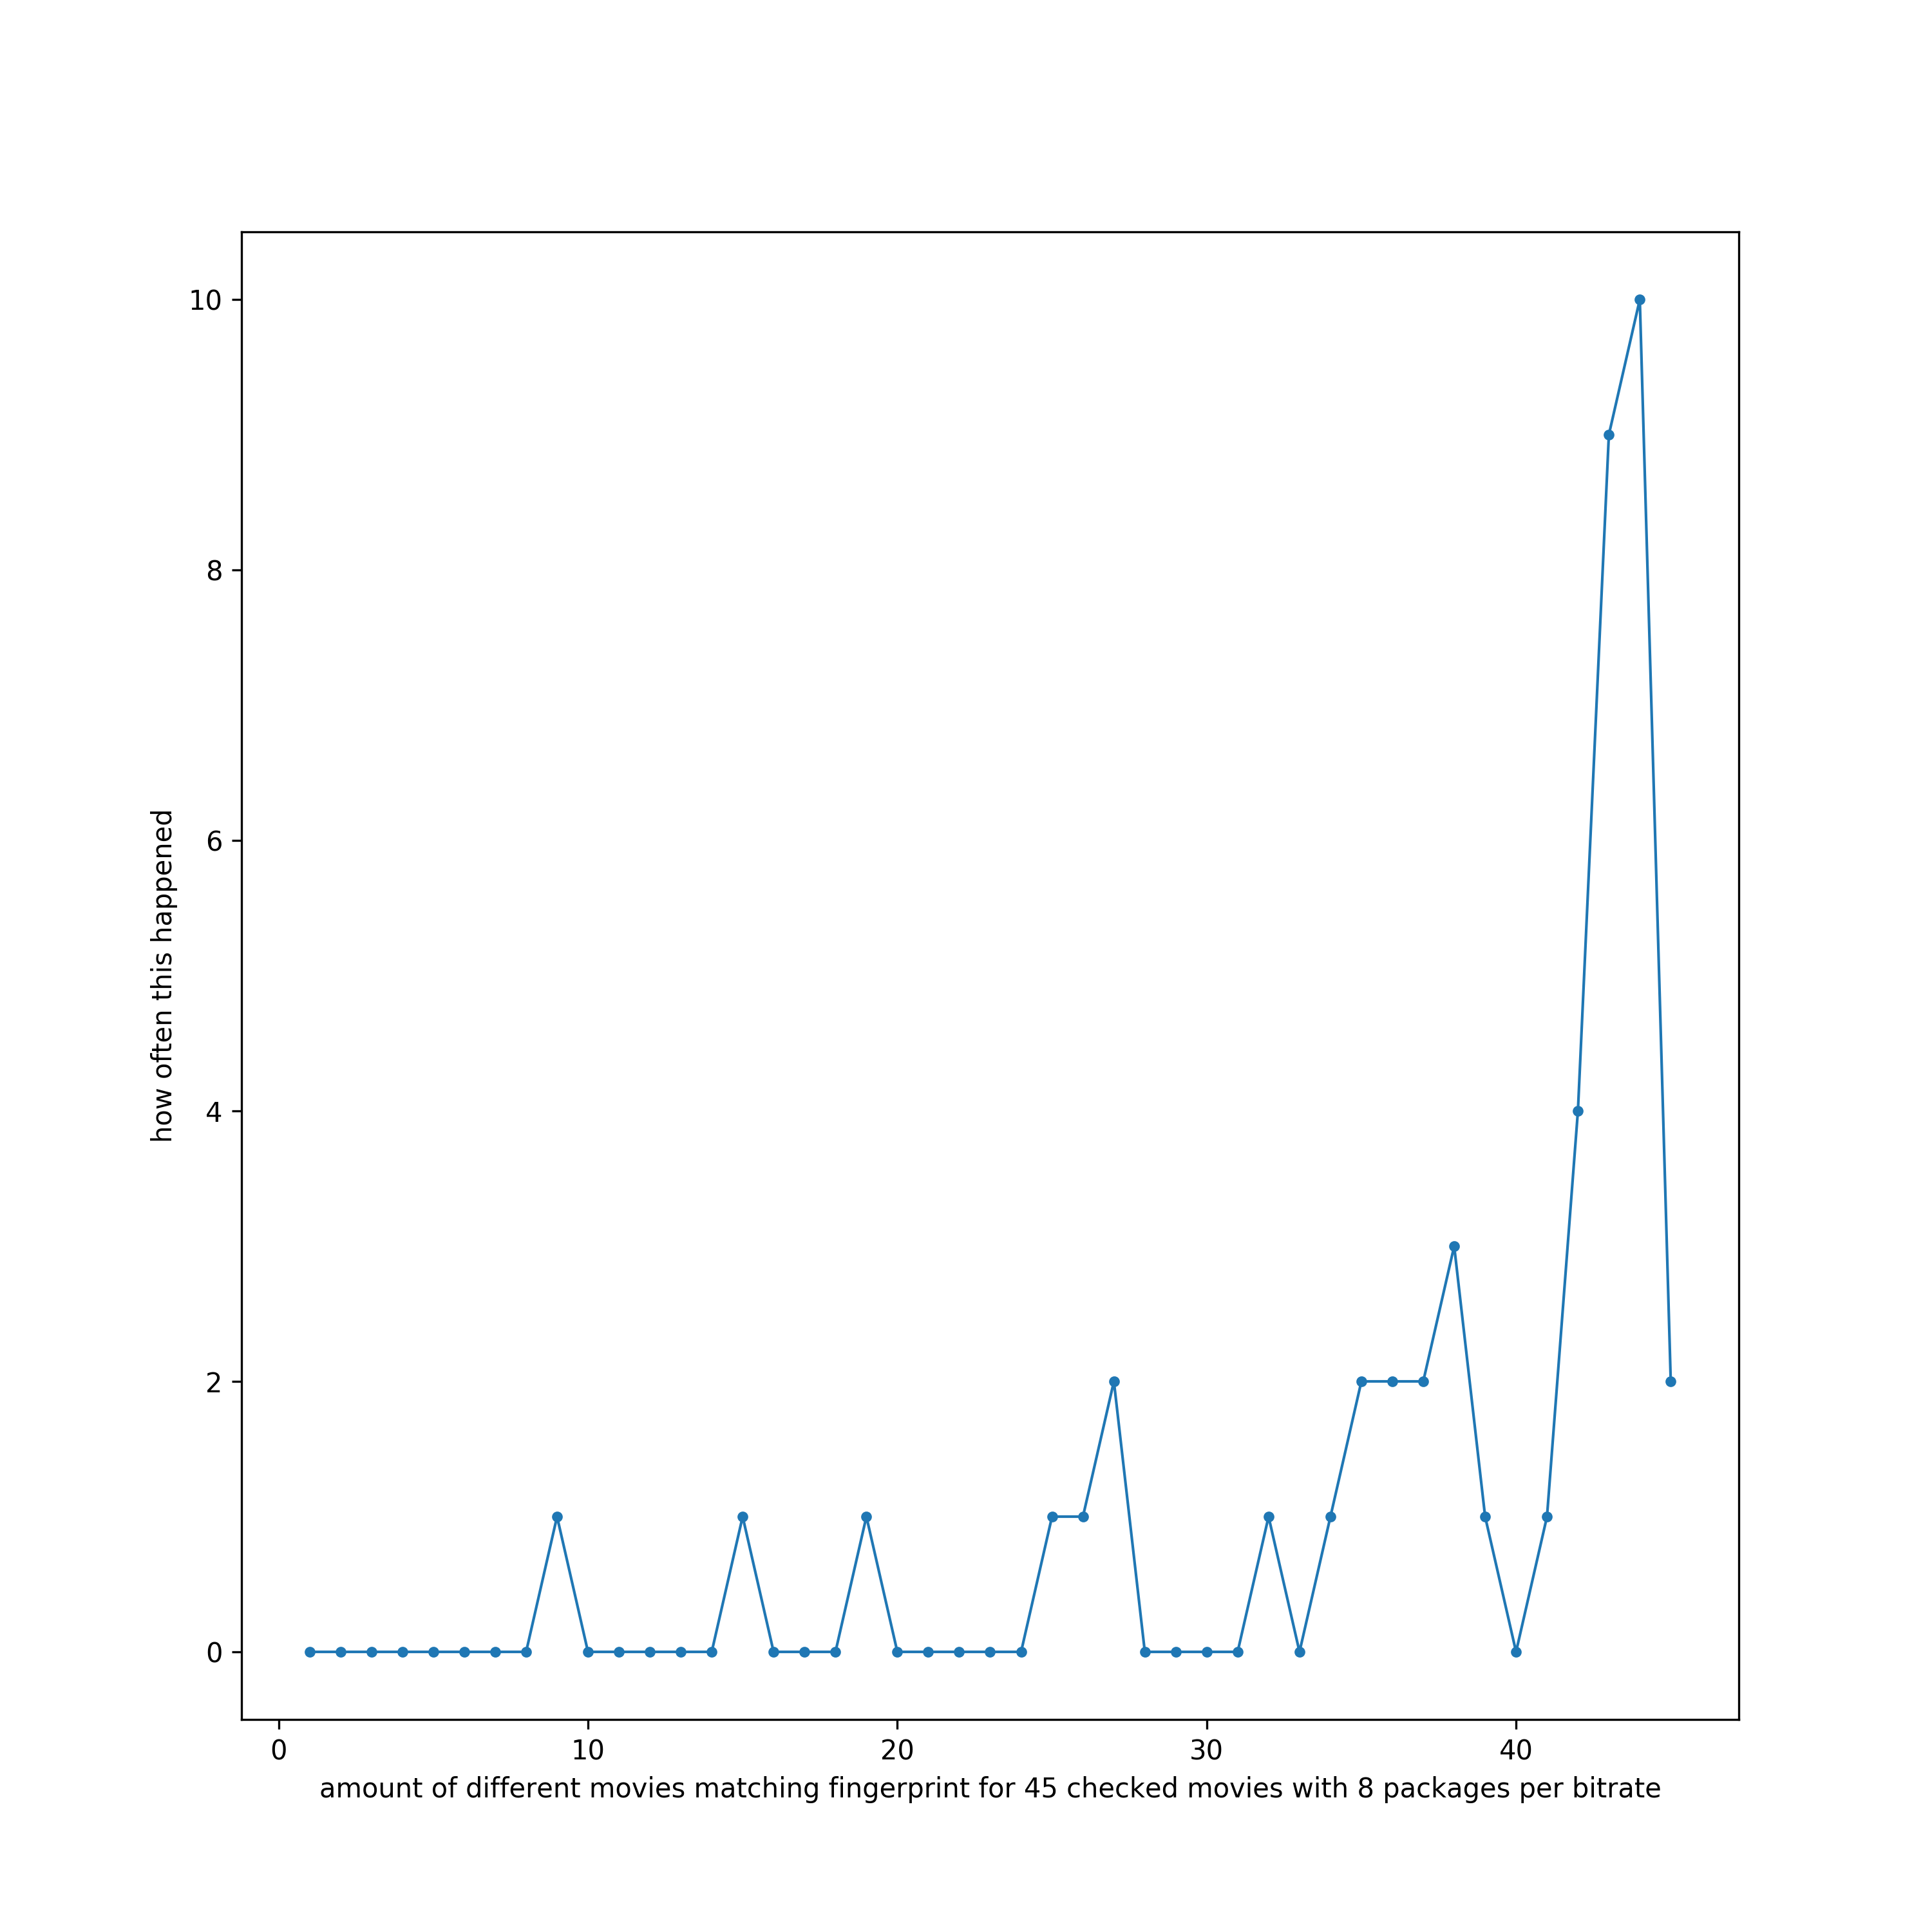 10
8
6
4
2
0
how often this happened
0 10 20 30 40
amount of different movies matching fingerprint for 45 checked movies with 8 packages per bitrate